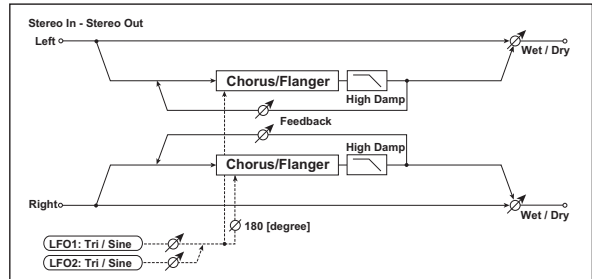 Stereo In - Stereo Out
Left
Wet / Dry
Chorus/Flanger
High Damp
Feedback
High Damp
Chorus/Flanger
Right
Wet / Dry
180 [degree]
LFO1: Tri / Sine
LFO2: Tri / Sine